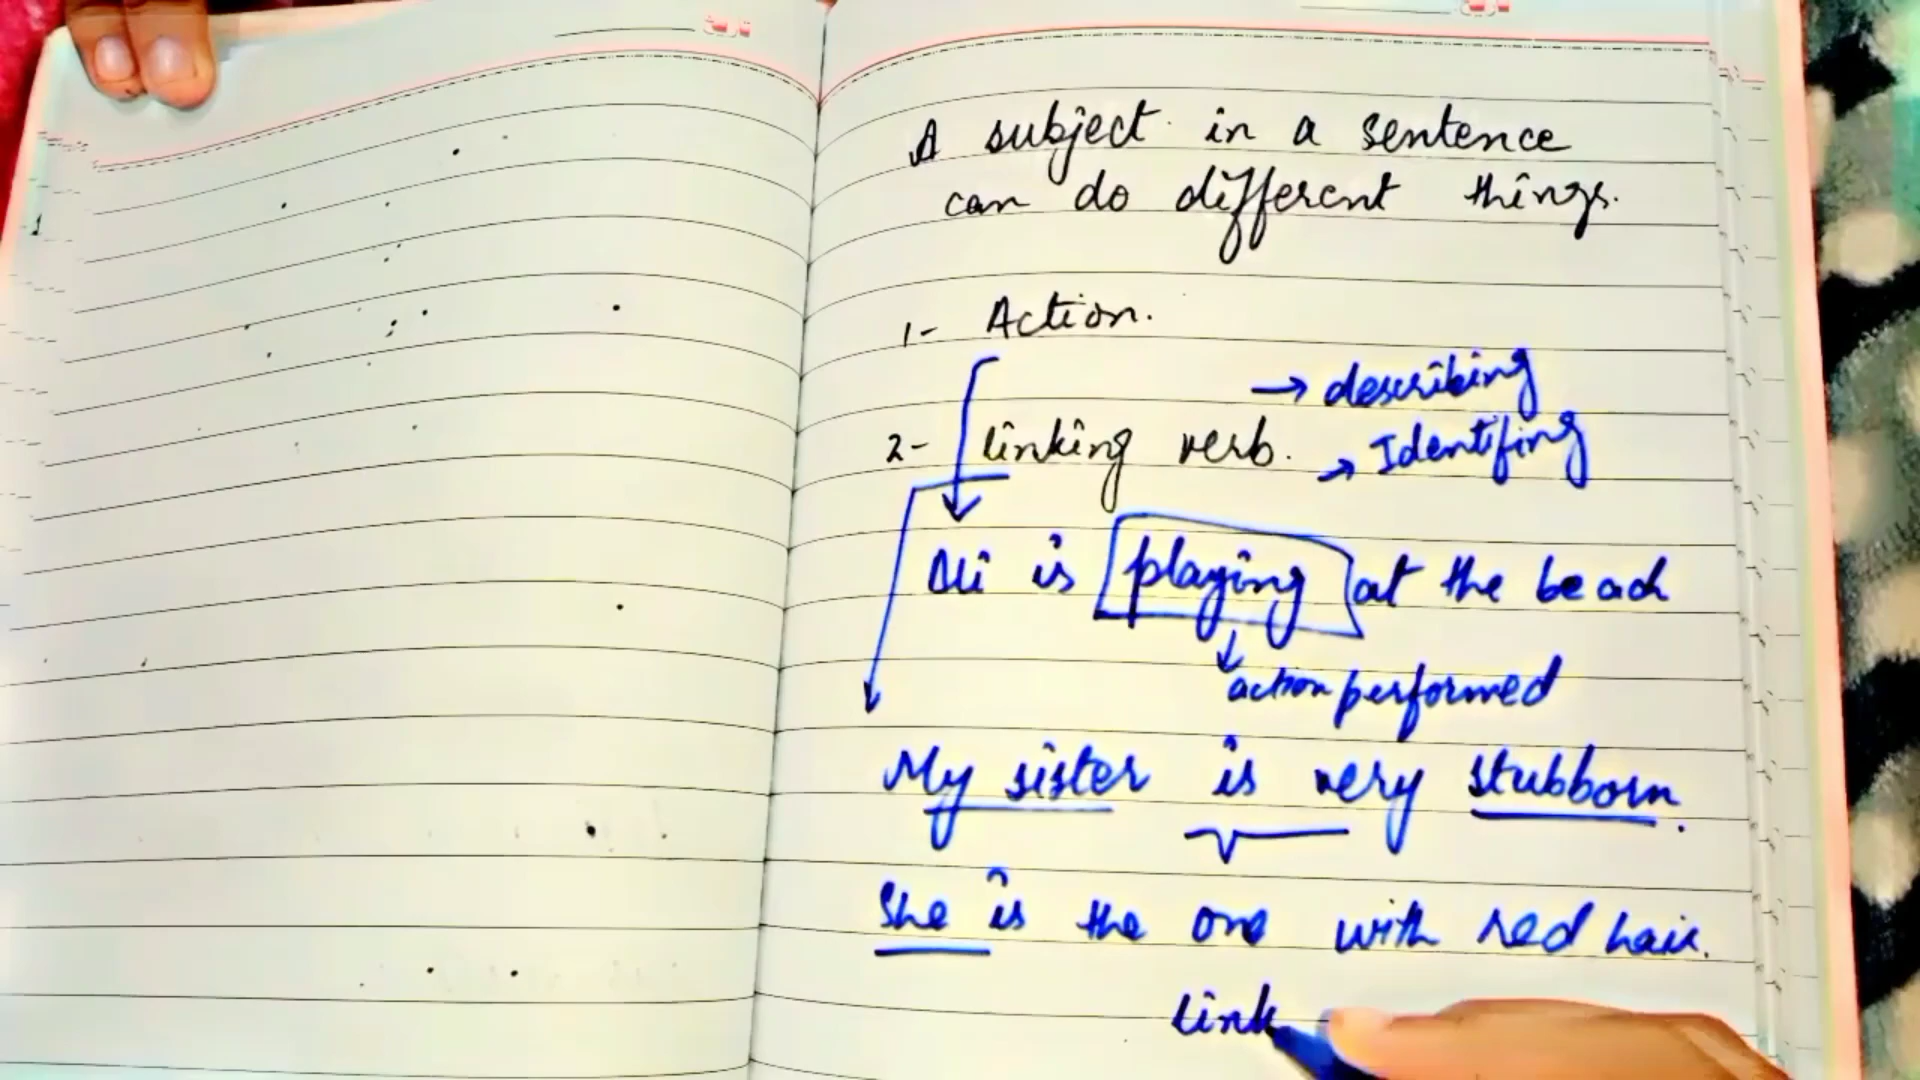 A subject in a sentence
can do different things.
1- Action.
→ describing
2- linking verb.
→ Identifing
Ali is playing at the beach
action performed
My sister is very stubborn.
She is the one with red hair.
link